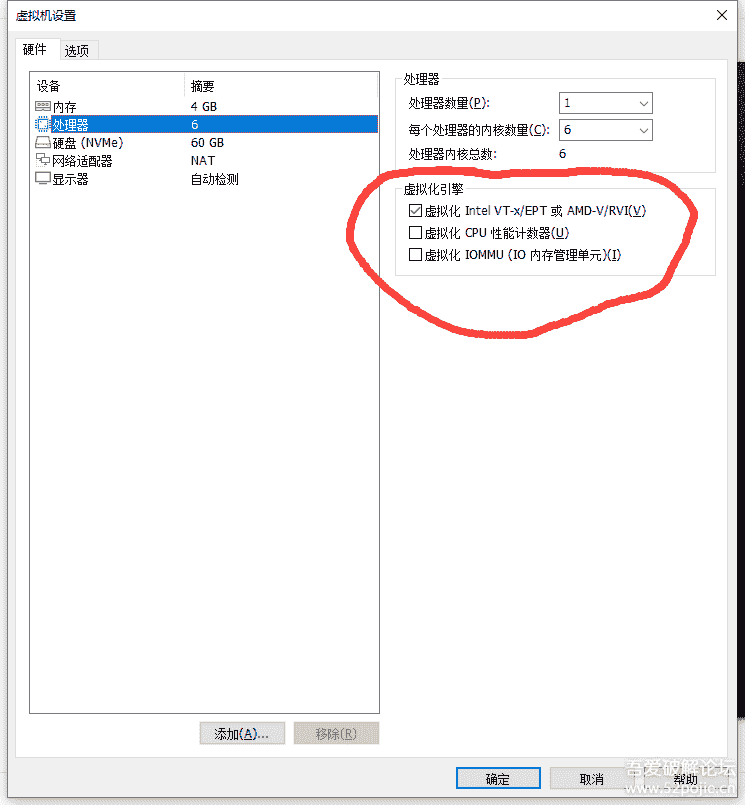 虚拟机设置
硬件 选项
设备 摘要
内存 4 GB
处理器 6
硬盘 (NVMe) 60 GB
网络适配器 NAT
显示器 自动检测
处理器
处理器数量(P): 1
每个处理器的内核数量(C): 6
处理器内核总数: 6
虚拟化引擎
虚拟化 Intel VT-x/EPT 或 AMD-V/RVI(V)
虚拟化 CPU 性能计数器(U)
虚拟化 IOMMU (IO 内存管理单元)(I)
添加(A)... 移除(R)
确定 取消 帮助
吾爱破解论坛
www.52pojie.cn